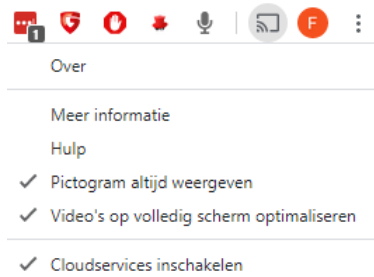 1
F
Over
Meer informatie
Hulp
Pictogram altijd weergeven
Video's op volledig scherm optimaliseren
Cloudservices inschakelen